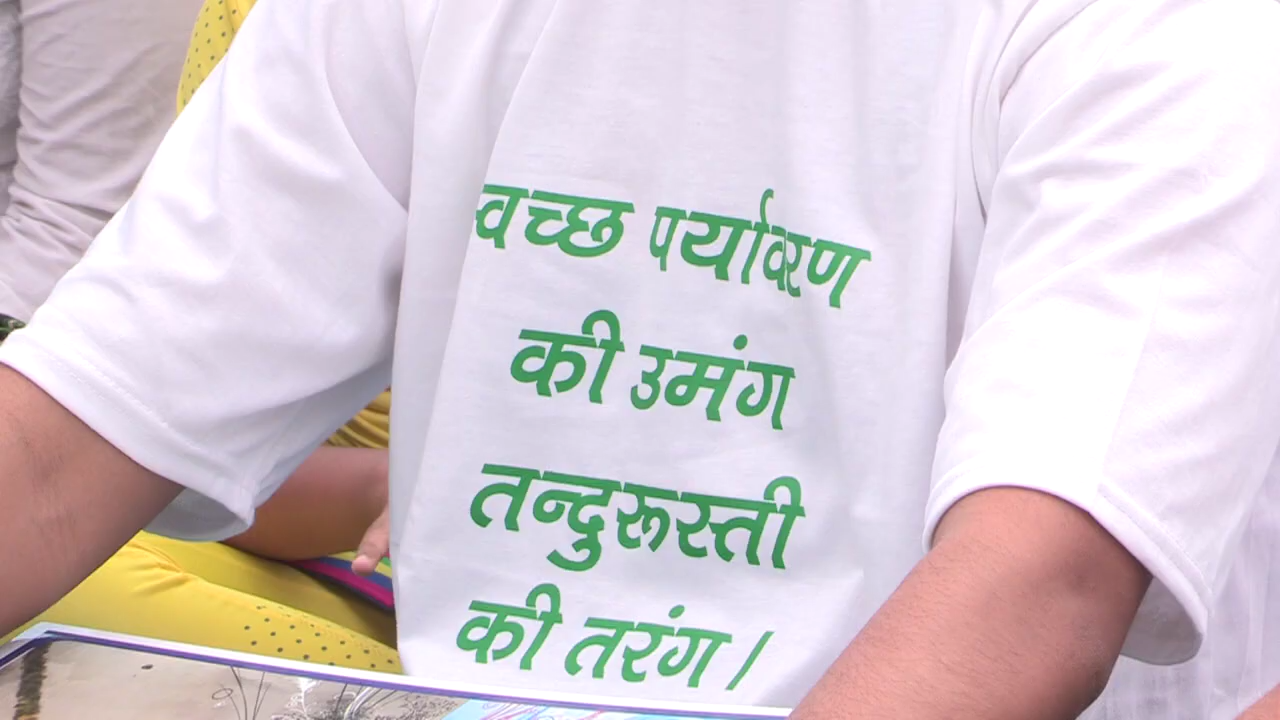 स्वच्छ पर्यावरण
की उमंग
तन्दुरूस्ती
की तरंग /